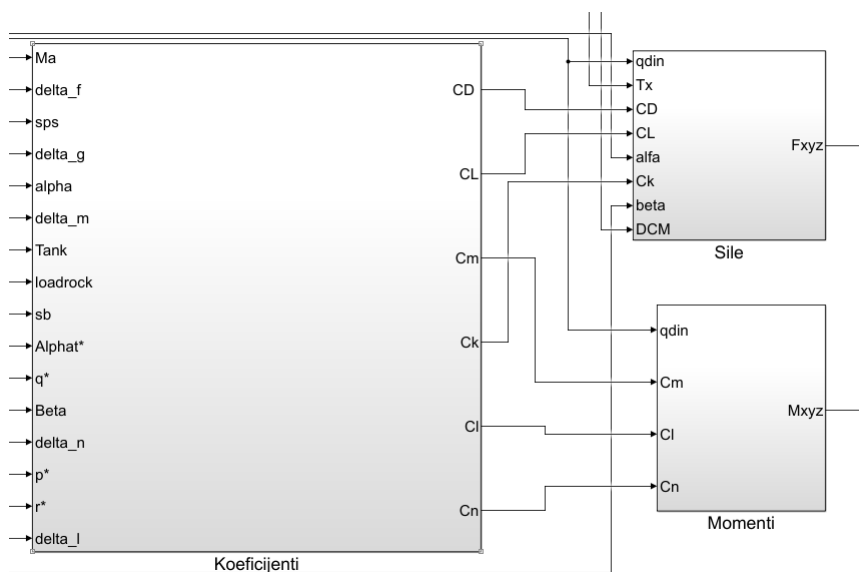 Ma
delta_f
sps
delta_g
alpha
delta_m
Tank
loadrock
sb
Alphat*
q*
Beta
delta_n
p*
r*
delta_l
CD
CL
Cm
Ck
Cl
Cn
Koeficijenti
qdin
Tx
CD
CL
alfa
Ck
beta
DCM
Fxyz
Sile
qdin
Cm
Cl
Cn
Mxyz
Momenti